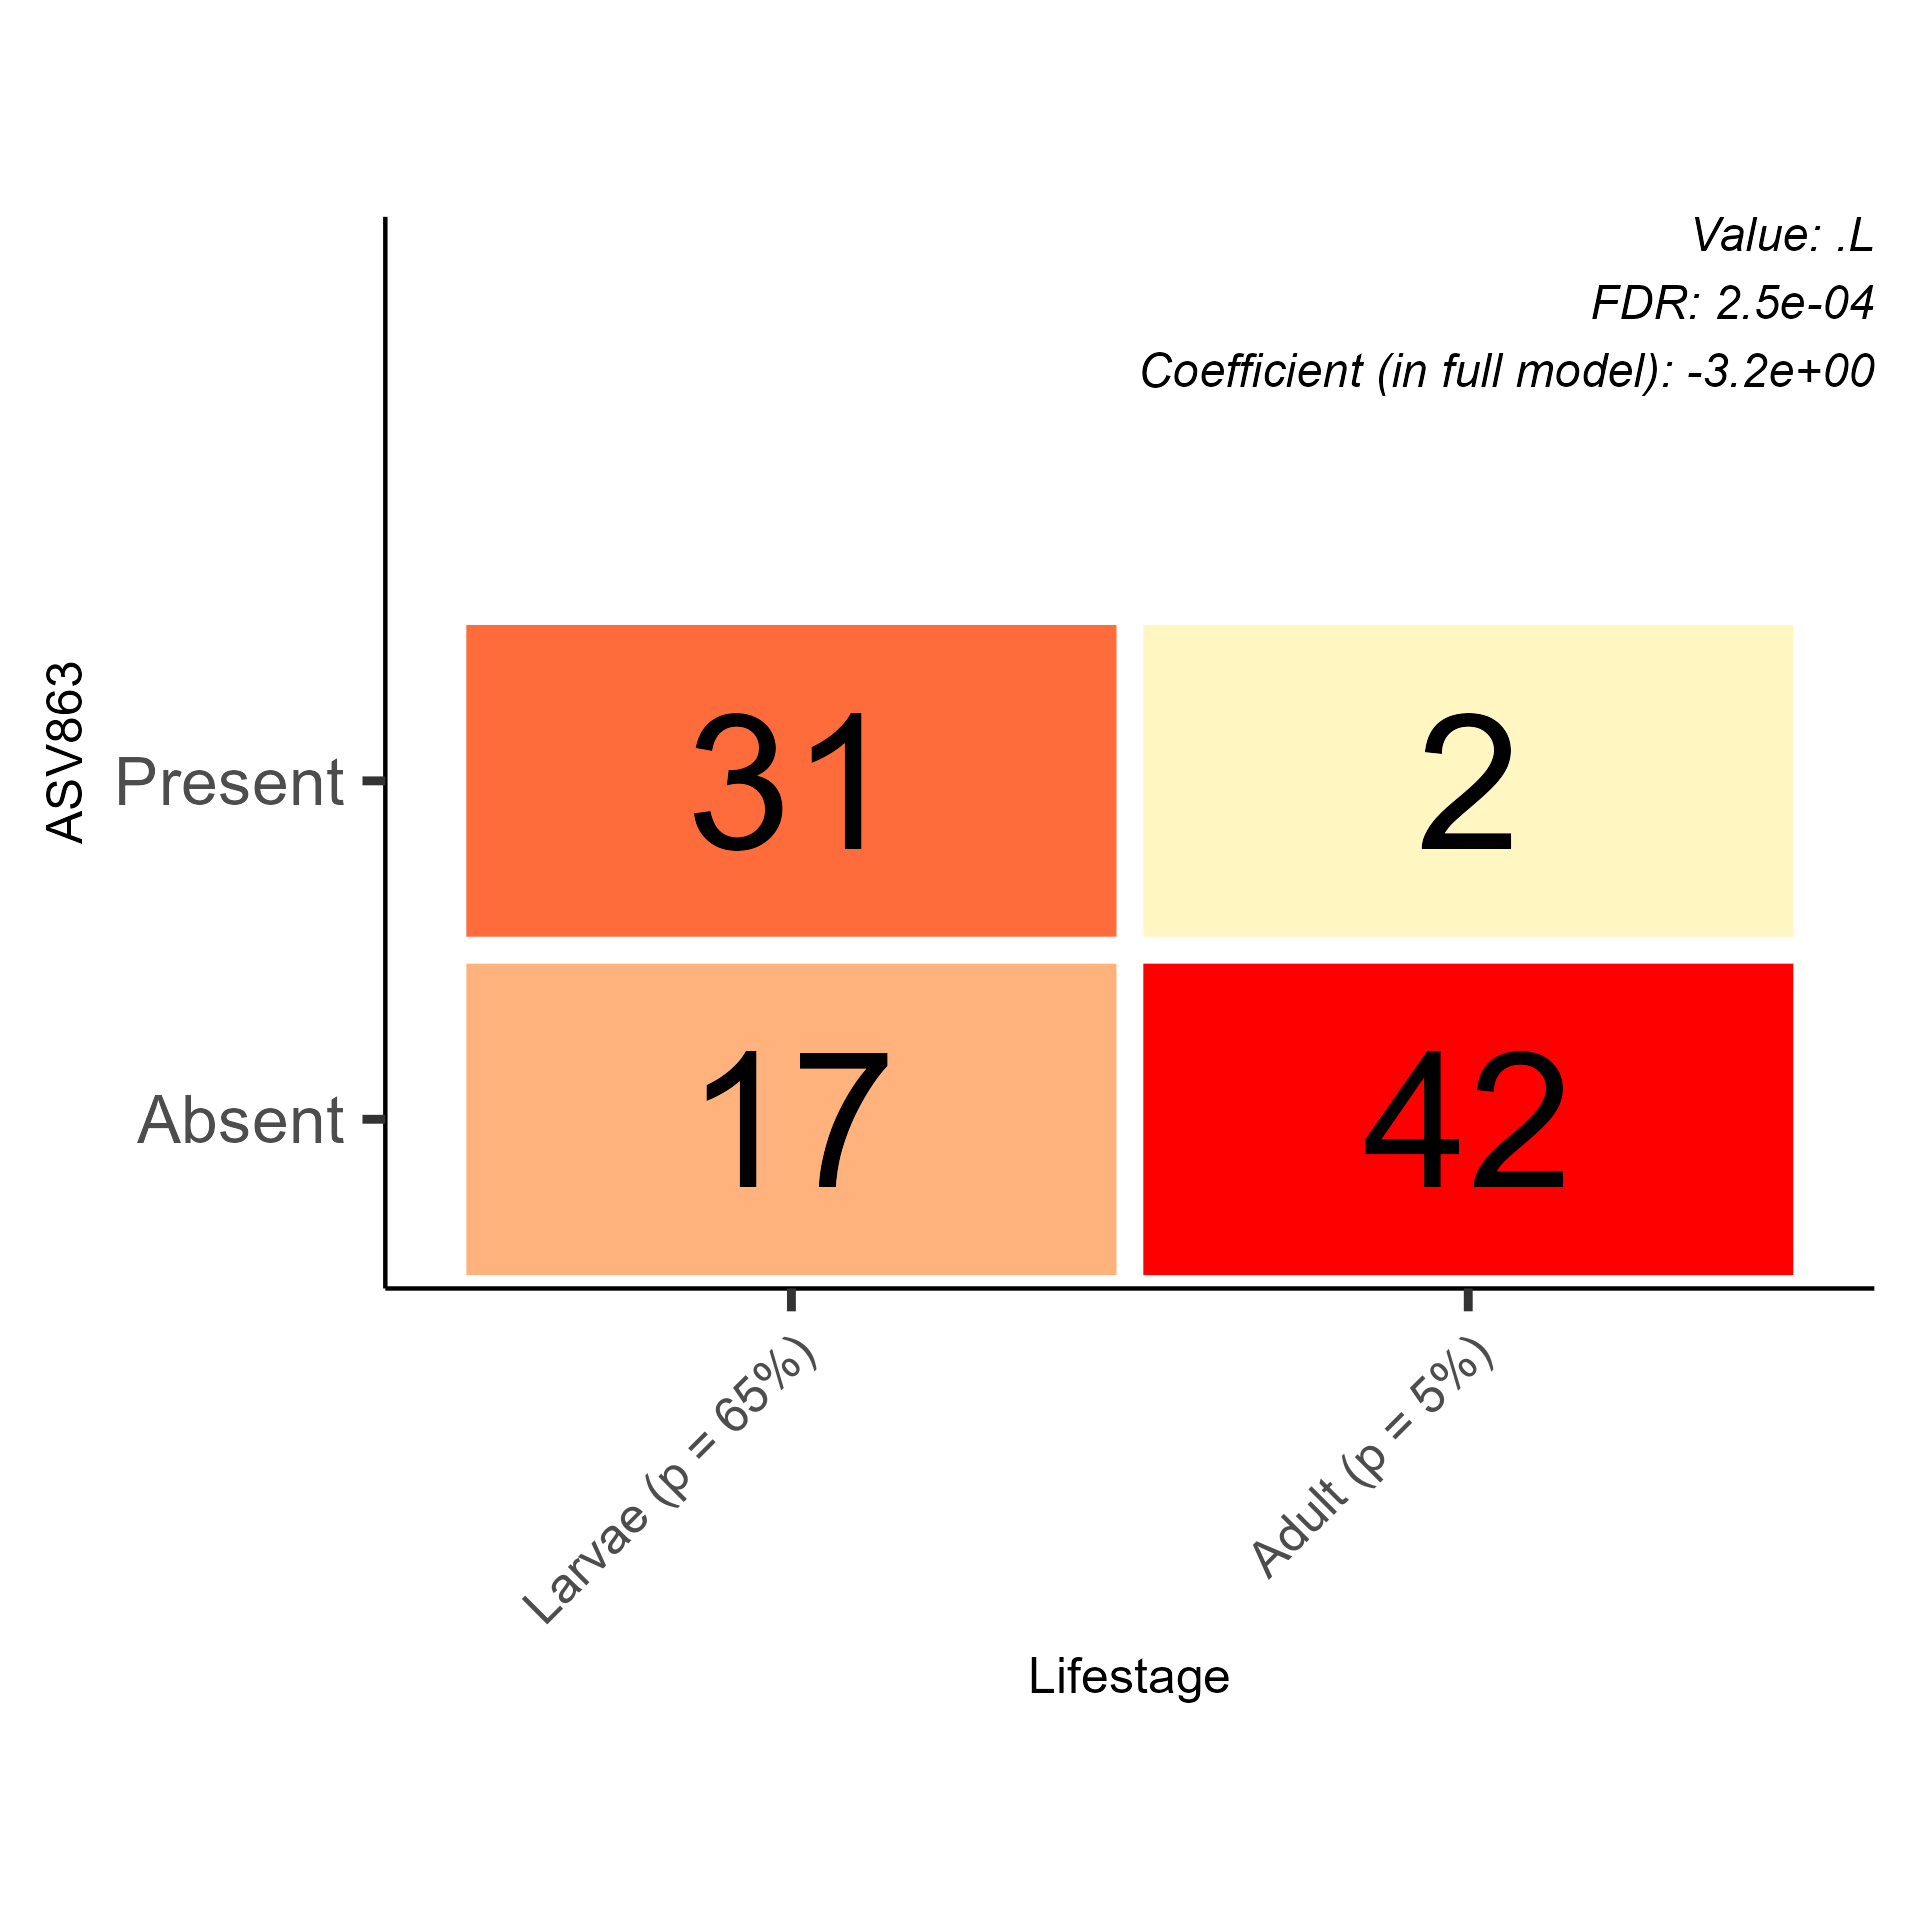 Value: .L
FDR: 2.5e-04
Coefficient (in full model): -3.2e+00
ASV863
Present
31
2
Absent
17
42
Larvae (p = 65%)
Adult (p = 5%)
Lifestage